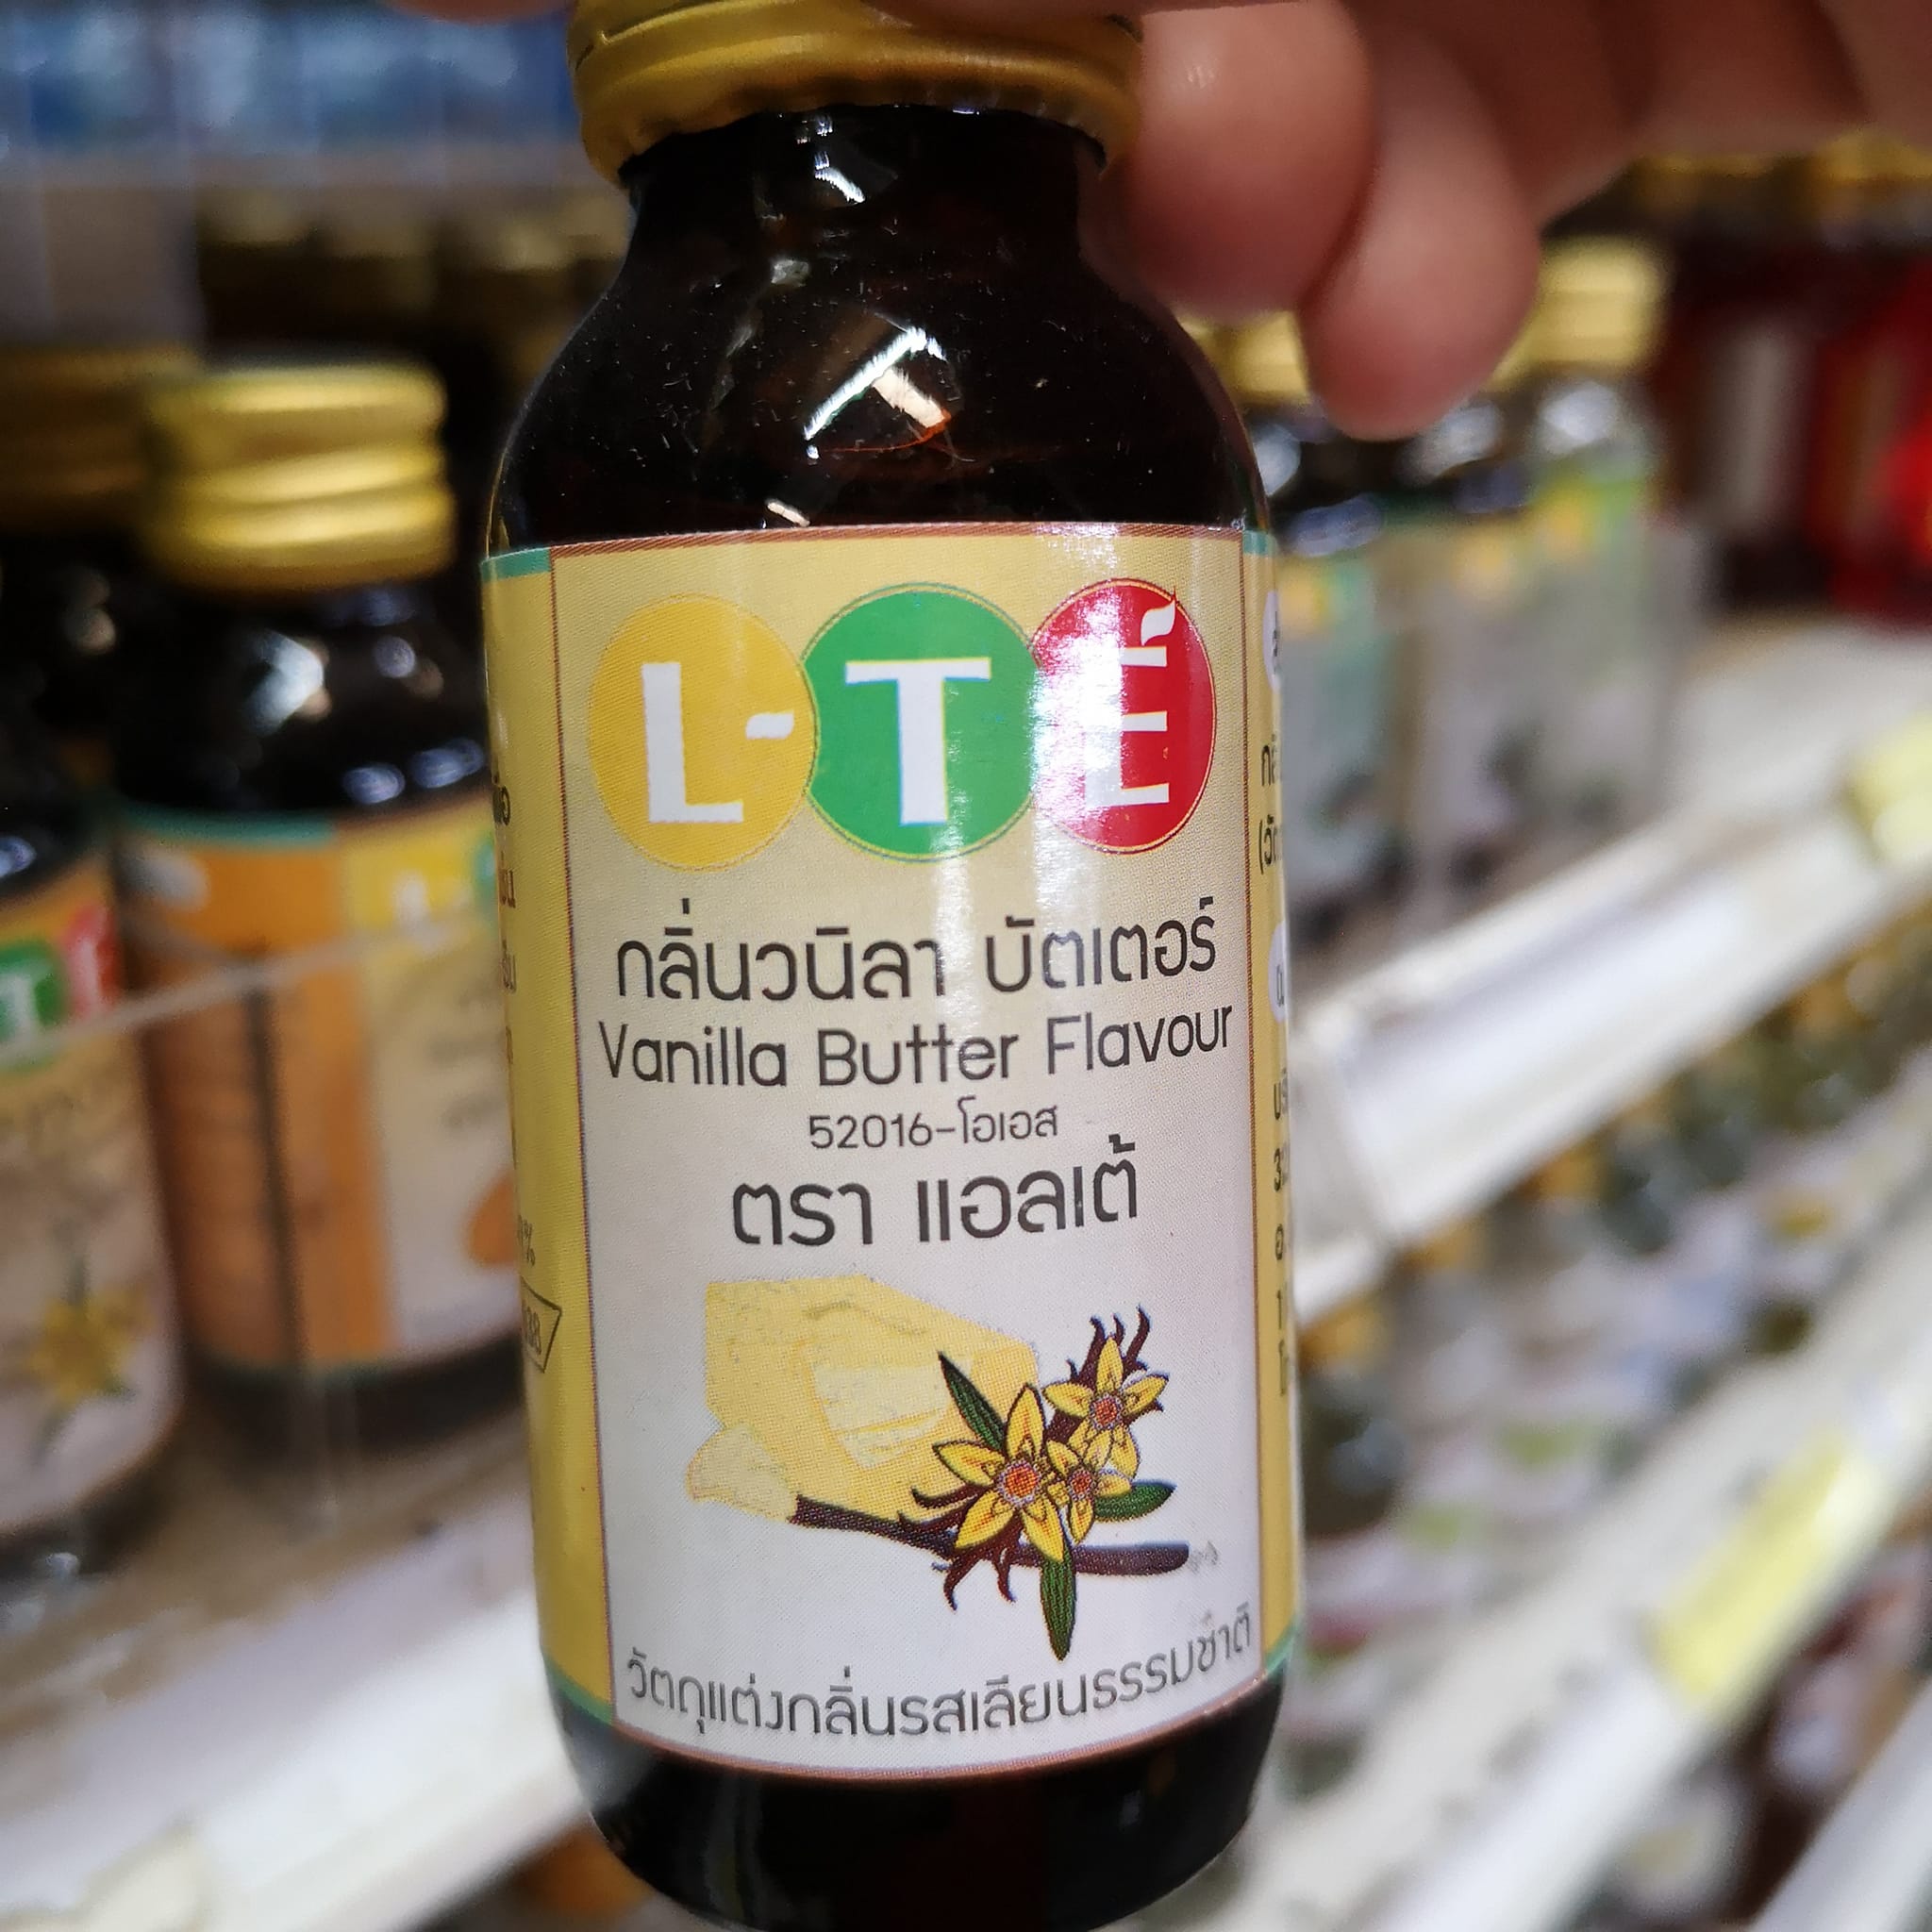 L-TÉ
กลิ่นวนิลา บัตเตอร์
Vanilla Butter Flavour
52016-โอเอส
ตรา แอลเต้
วัตถุแต่งกลิ่นรสเลียนธรรมชาติ